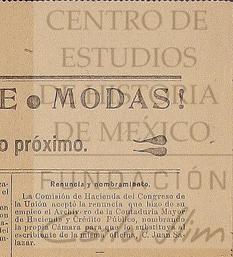 CENTRO DE
ESTUDIOS
DE HISTORIA
DE MÉXICO
E • MODAS!
o próximo.
FUNDACIÓN
Renuncia y nombramiento.
La Comisión de Hacienda del Congreso de
la Unión aceptó la renuncia que hizo de su
empleo el Archivero de la Contaduría Mayor
de Hacienda y Crédito Público, nombrando
la propia Cámara para que lo substituya al
escribiente de la misma oficina, C. Juan Sa-
lazar.